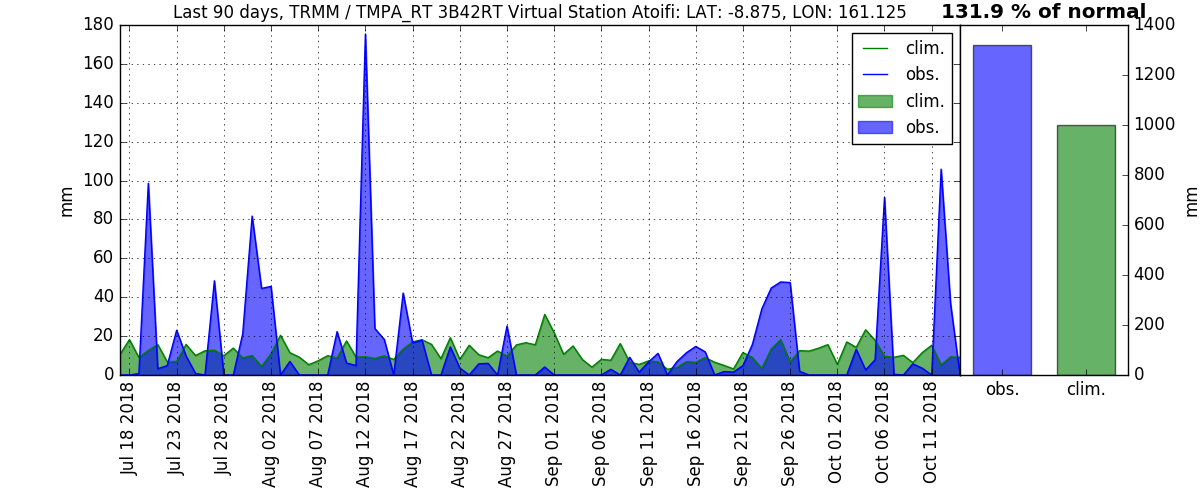 Last 90 days, TRMM / TMPA_RT 3B42RT Virtual Station Atoifi: LAT: -8.875, LON: 161.125
131.9 % of normal
180
160
140
120
100
80
60
40
20
0
mm
clim.
obs.
clim.
obs.
1400
1200
1000
800
600
400
200
0
mm
Jul 18 2018
Jul 23 2018
Jul 28 2018
Aug 02 2018
Aug 07 2018
Aug 12 2018
Aug 17 2018
Aug 22 2018
Aug 27 2018
Sep 01 2018
Sep 06 2018
Sep 11 2018
Sep 16 2018
Sep 21 2018
Sep 26 2018
Oct 01 2018
Oct 06 2018
Oct 11 2018
obs.
clim.